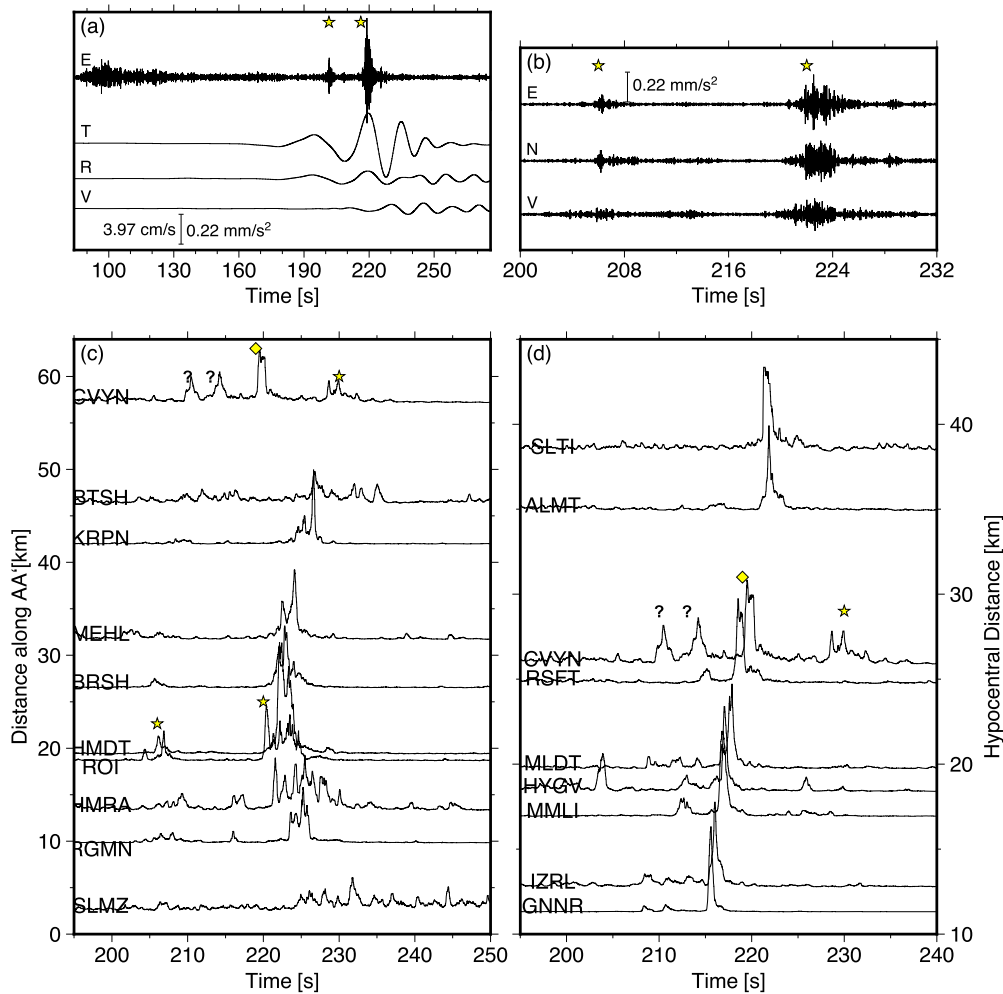 (a)
E
T
R
V
3.97 cm/s 0.22 mm/s²
100 130 160 190 220 250
Time [s]
(b)
0.22 mm/s²
E
N
V
200 208 216 224 232
Time [s]
(c)
? ?
60
CVYN
50
BTSH
KRPN
40
MEHL
30
BRSH
20
HMDT
ROI
HMRA
10
RGMN
SLMZ
0
Distance along AA'[km]
200 210 220 230 240 250
Time [s]
(d)
40
SLTI
ALMT
30
? ?
CVYN
RSFT
20
MLDT
HYGV
MMLI
IZRL
GNNR
10
Hypocentral Distance [km]
200 210 220 230 240
Time [s]